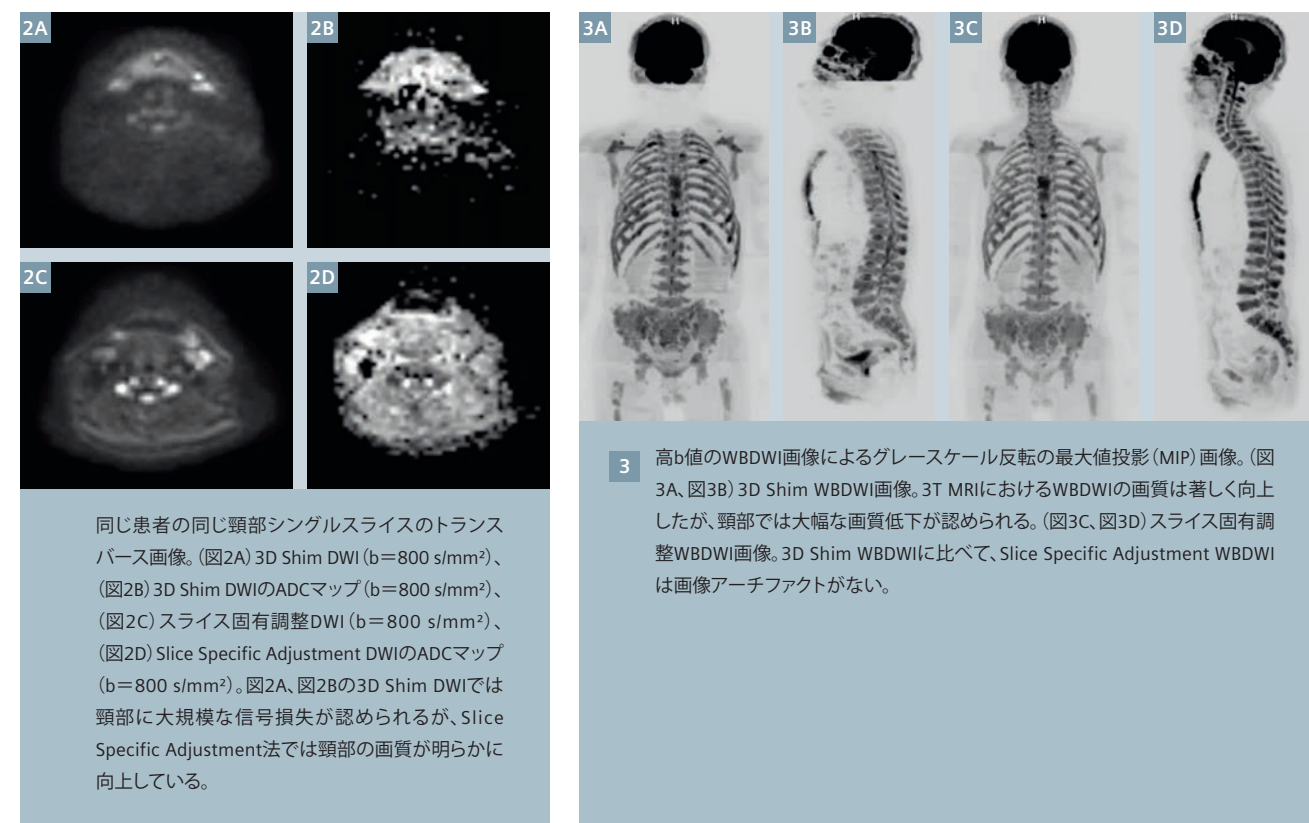 2A
2B
2C
2D
同じ患者の同じ頸部シングルスライスのトランス
バース画像。(図2A)3D Shim DWI(b=800 s/mm²)、
(図2B)3D Shim DWIのADCマップ(b=800 s/mm²)、
(図2C)スライス固有調整DWI(b=800 s/mm²)、
(図2D)Slice Specific Adjustment DWIのADCマップ
(b=800 s/mm²)。図2A、図2Bの3D Shim DWIでは
頸部に大規模な信号損失が認められるが、Slice
Specific Adjustment法では頸部の画質が明らかに
向上している。
3A
3B
3C
3D
H
H
H
H
3
高b値のWBDWI画像によるグレースケール反転の最大値投影(MIP)画像。(図
3A、図3B)3D Shim WBDWI画像。3T MRIにおけるWBDWIの画質は著しく向上
したが、頸部では大幅な画質低下が認められる。(図3C、図3D)スライス固有調
整WBDWI画像。3D Shim WBDWIに比べて、Slice Specific Adjustment WBDWI
は画像アーチファクトがない。